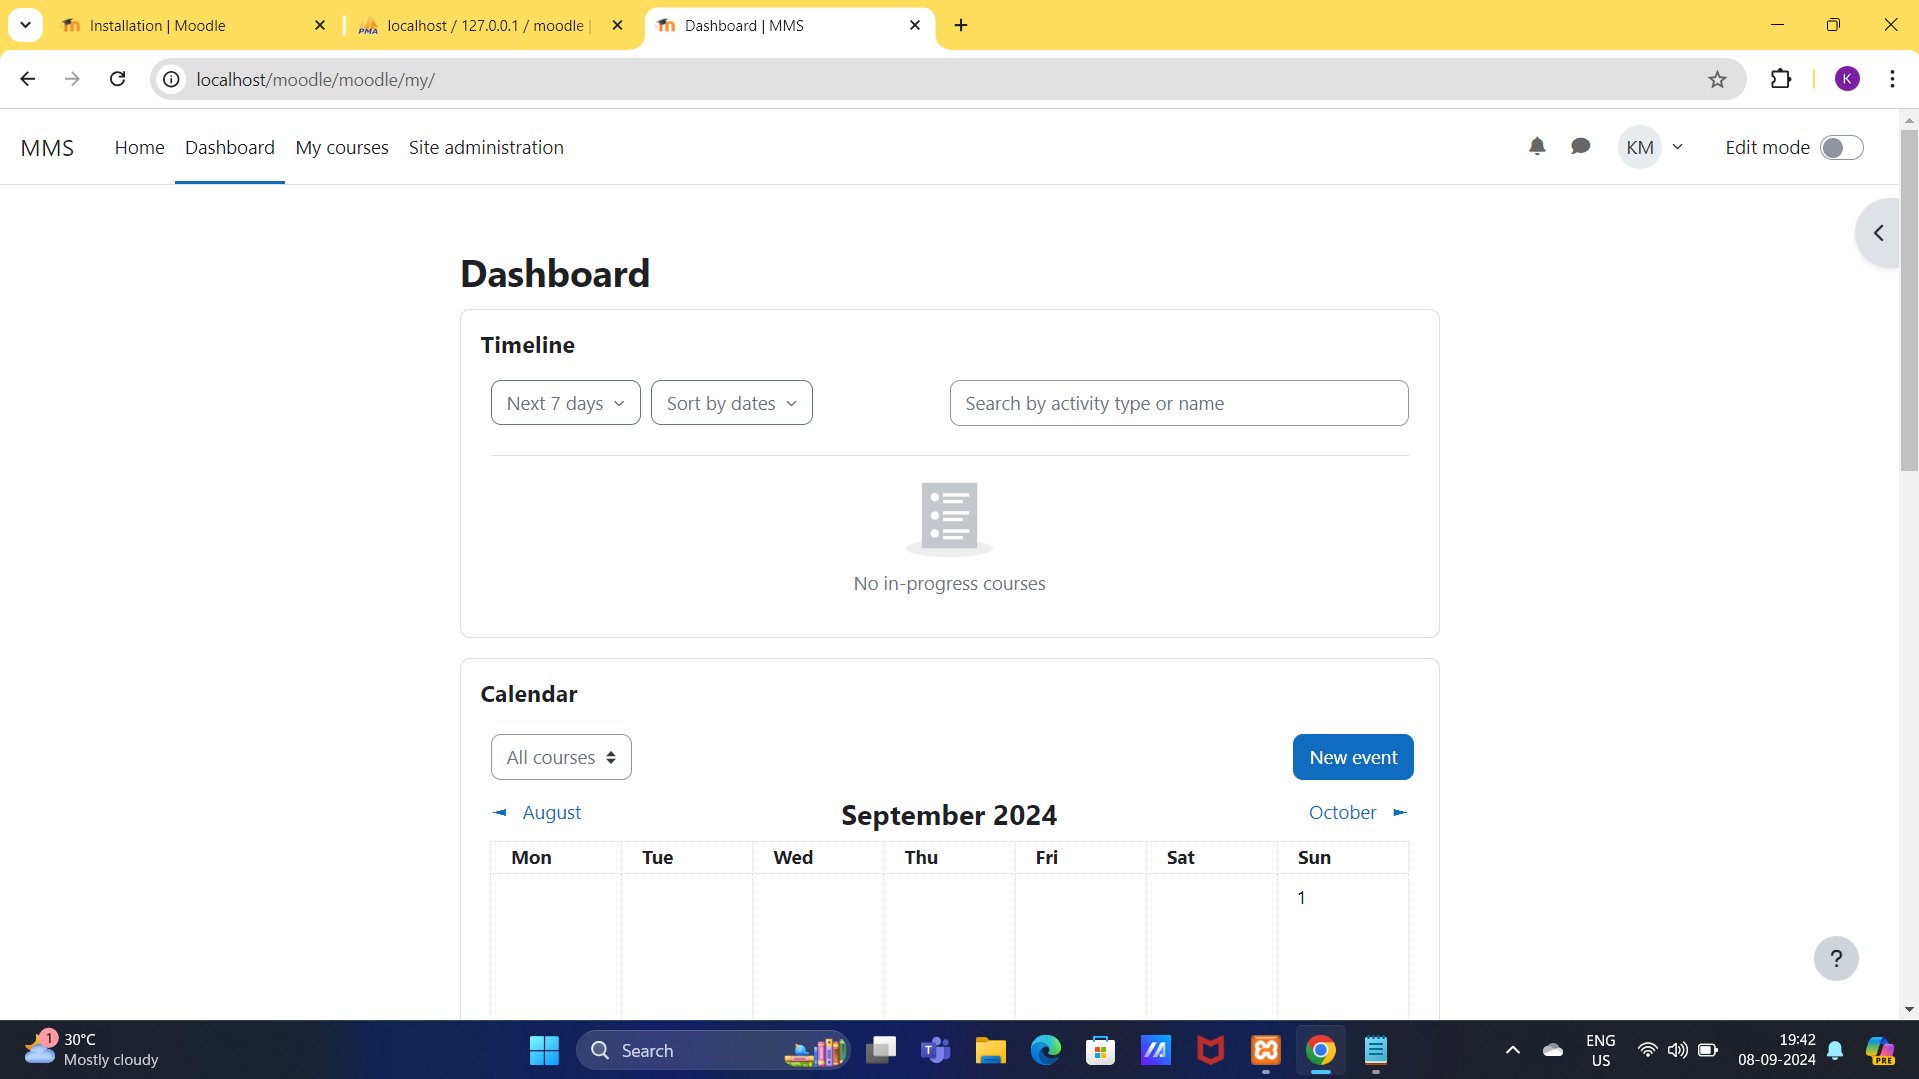 Installation | Moodle
localhost / 127.0.0.1 / moodle |
Dashboard | MMS
localhost/moodle/moodle/my/
K
MMS
Home
Dashboard
My courses
Site administration
KM
Edit mode
Dashboard
Timeline
Next 7 days
Sort by dates
Search by activity type or name
No in-progress courses
Calendar
All courses
New event
◄ August
September 2024
October ►
Mon Tue Wed Thu Fri Sat Sun
1
?
1
30°C
Mostly cloudy
Search
ENG
US
19:42
08-09-2024
PRE